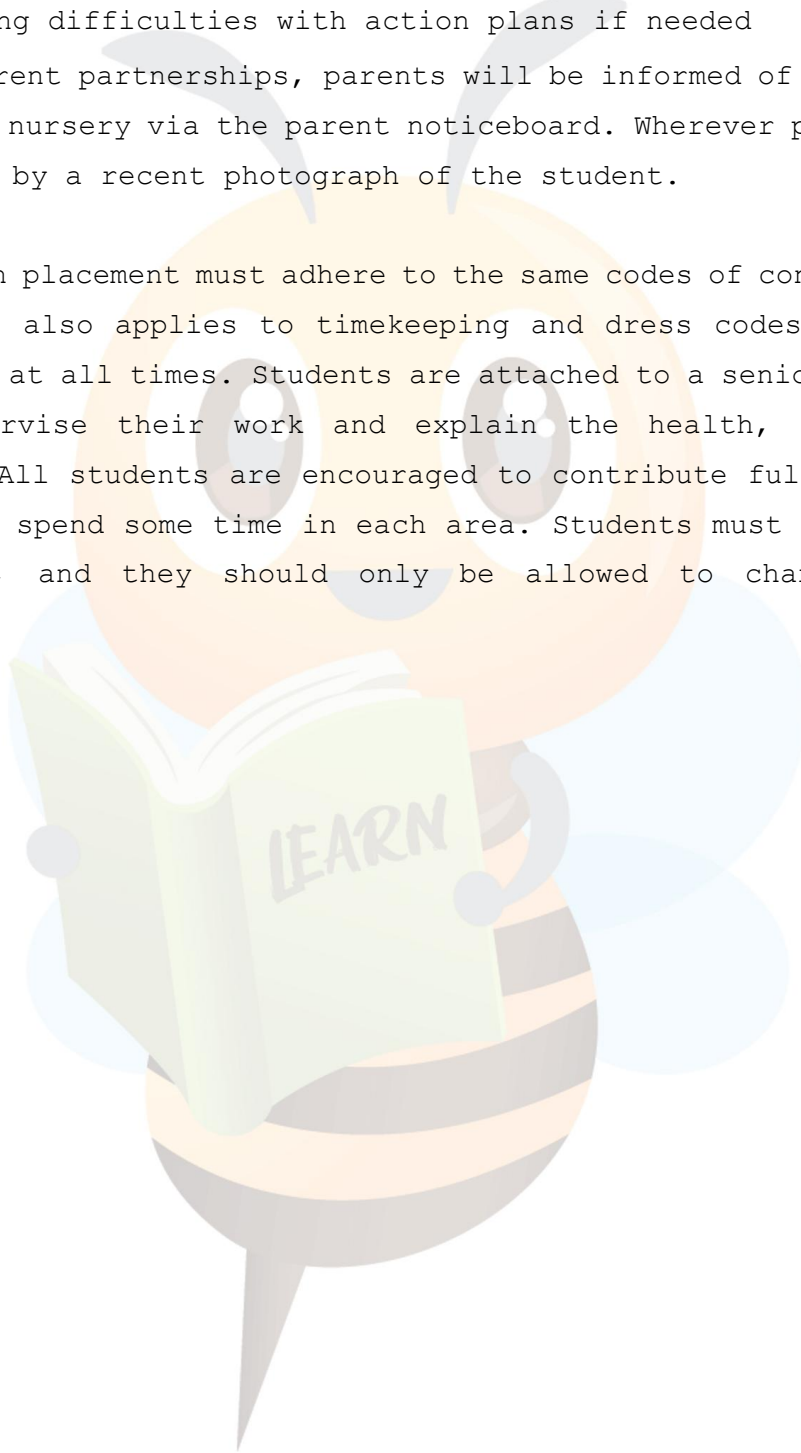 ng difficulties with action plans if needed
rent partnerships, parents will be informed of
nursery via the parent noticeboard. Wherever p
by a recent photograph of the student.
n placement must adhere to the same codes of con
also applies to timekeeping and dress codes
at all times. Students are attached to a senio
rvise their work and explain the health,
All students are encouraged to contribute ful
spend some time in each area. Students must
and they should only be allowed to chan
LEARN